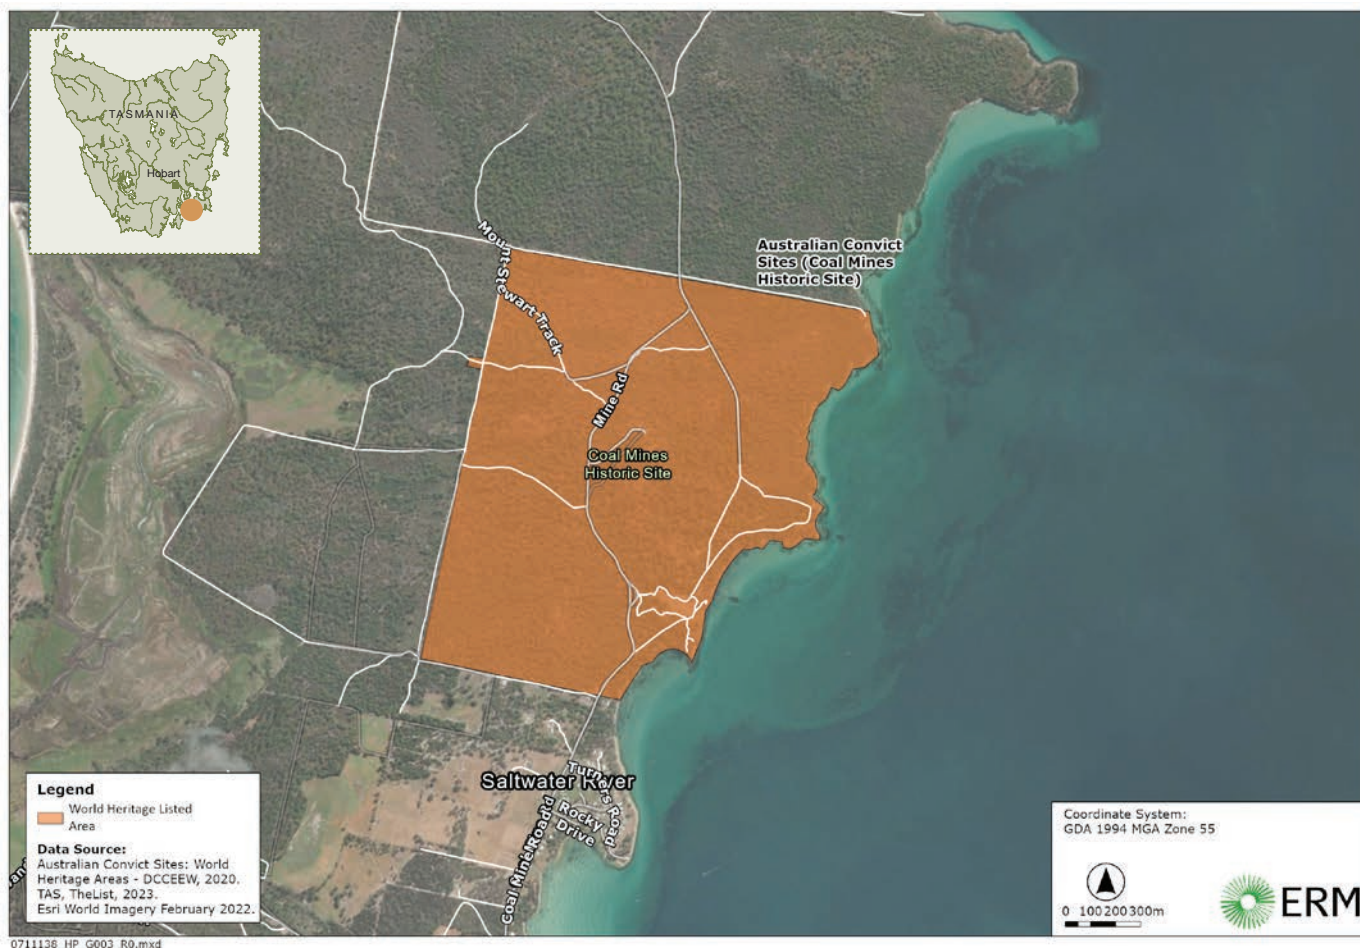 TASMANIA
Hobart
Mount Stewart Track
Australian Convict
Sites (Coal Mines
Historic Site)
Mine Rd
Coal Mines
Historic Site
Saltwater River
Turners Road
Rocky
Drive
Coal Mine Road
Legend
World Heritage Listed
Area
Data Source:
Australian Convict Sites: World
Heritage Areas - DCCEEW, 2020.
TAS, TheList, 2023.
Esri World Imagery February 2022.
Coordinate System:
GDA 1994 MGA Zone 55
0 100 200 300m
ERM
0711138_HP_G003_R0.mxd